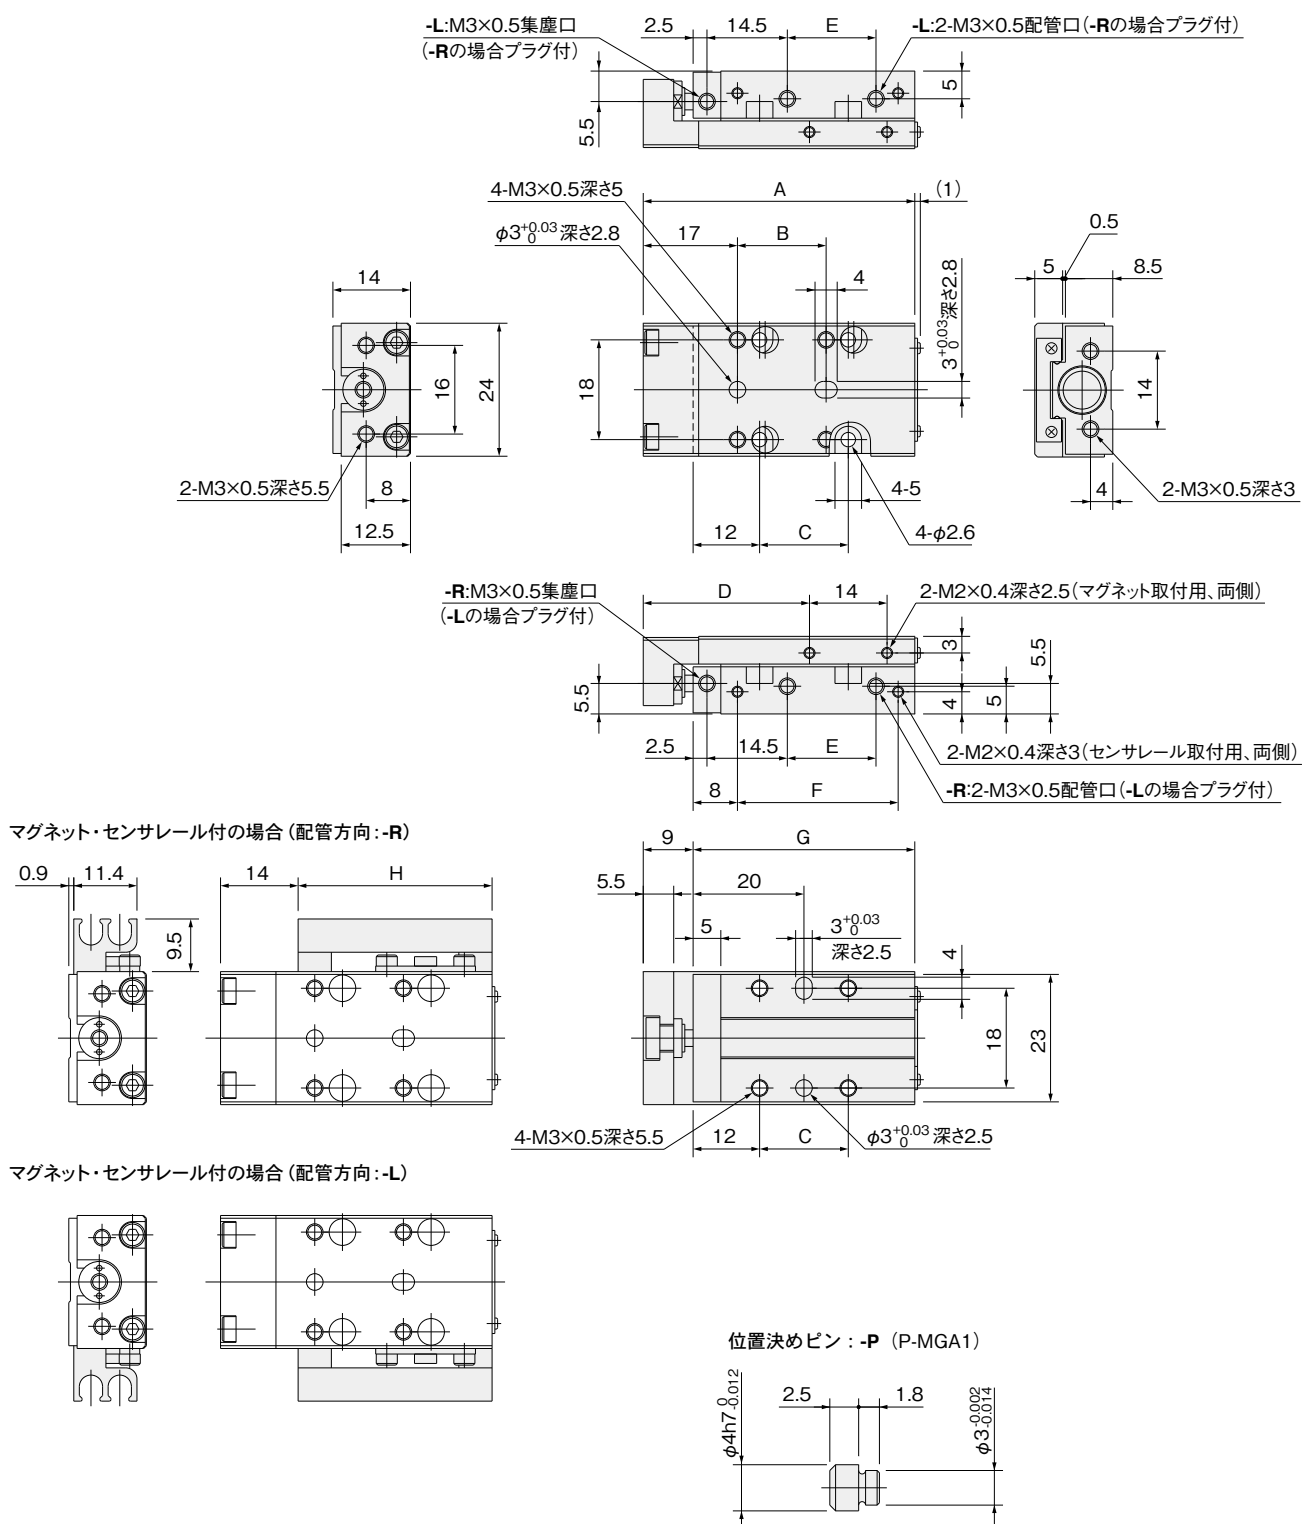 -L:M3×0.5集塵口
(-Rの場合プラグ付)
2.5
14.5
E
-L:2-M3×0.5配管口(-Rの場合プラグ付)
5.5
5
4-M3×0.5深さ5
φ3+0.03 0 深さ2.8
A
(1)
17
B
4
3+0.03 0 深さ2.8
0.5
5
8.5
14
16
24
18
14
2-M3×0.5深さ5.5
8
12.5
4-5
12
C
4-φ2.6
4
2-M3×0.5深さ3
-R:M3×0.5集塵口
(-Lの場合プラグ付)
D
14
2-M2×0.4深さ2.5(マグネット取付用、両側)
3
5.5
5.5
4
5
2.5
14.5
E
2-M2×0.4深さ3(センサレール取付用、両側)
8
F
-R:2-M3×0.5配管口(-Lの場合プラグ付)
マグネット・センサレール付の場合(配管方向:-R)
0.9
11.4
14
H
9.5
9
G
5.5
20
5
3+0.03 0
深さ2.5
4
18
23
4-M3×0.5深さ5.5
12
C
φ3+0.03 0 深さ2.5
マグネット・センサレール付の場合(配管方向:-L)
位置決めピン:-P (P-MGA1)
2.5
1.8
φ4h7 0 -0.012
φ3-0.002 -0.014